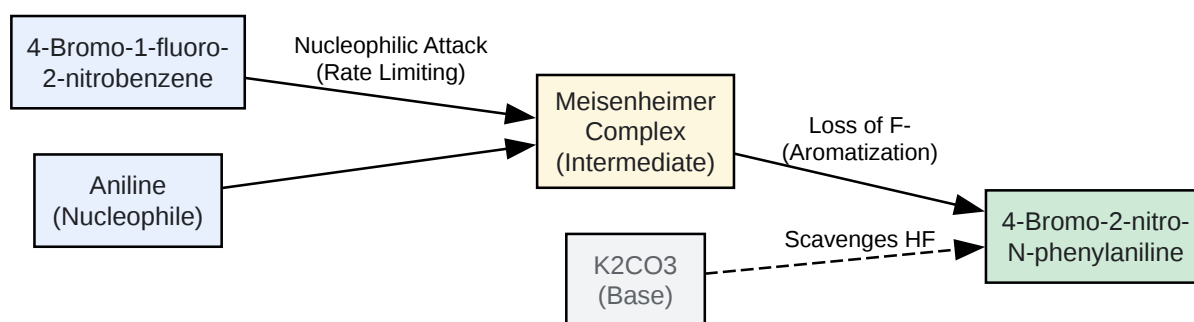 4-Bromo-1-fluoro-
2-nitrobenzene
Nucleophilic Attack
(Rate Limiting)
Aniline
(Nucleophile)
Meisenheimer
Complex
(Intermediate)
Loss of F-
(Aromatization)
K2CO3
(Base)
Scavenges HF
4-Bromo-2-nitro-
N-phenylaniline